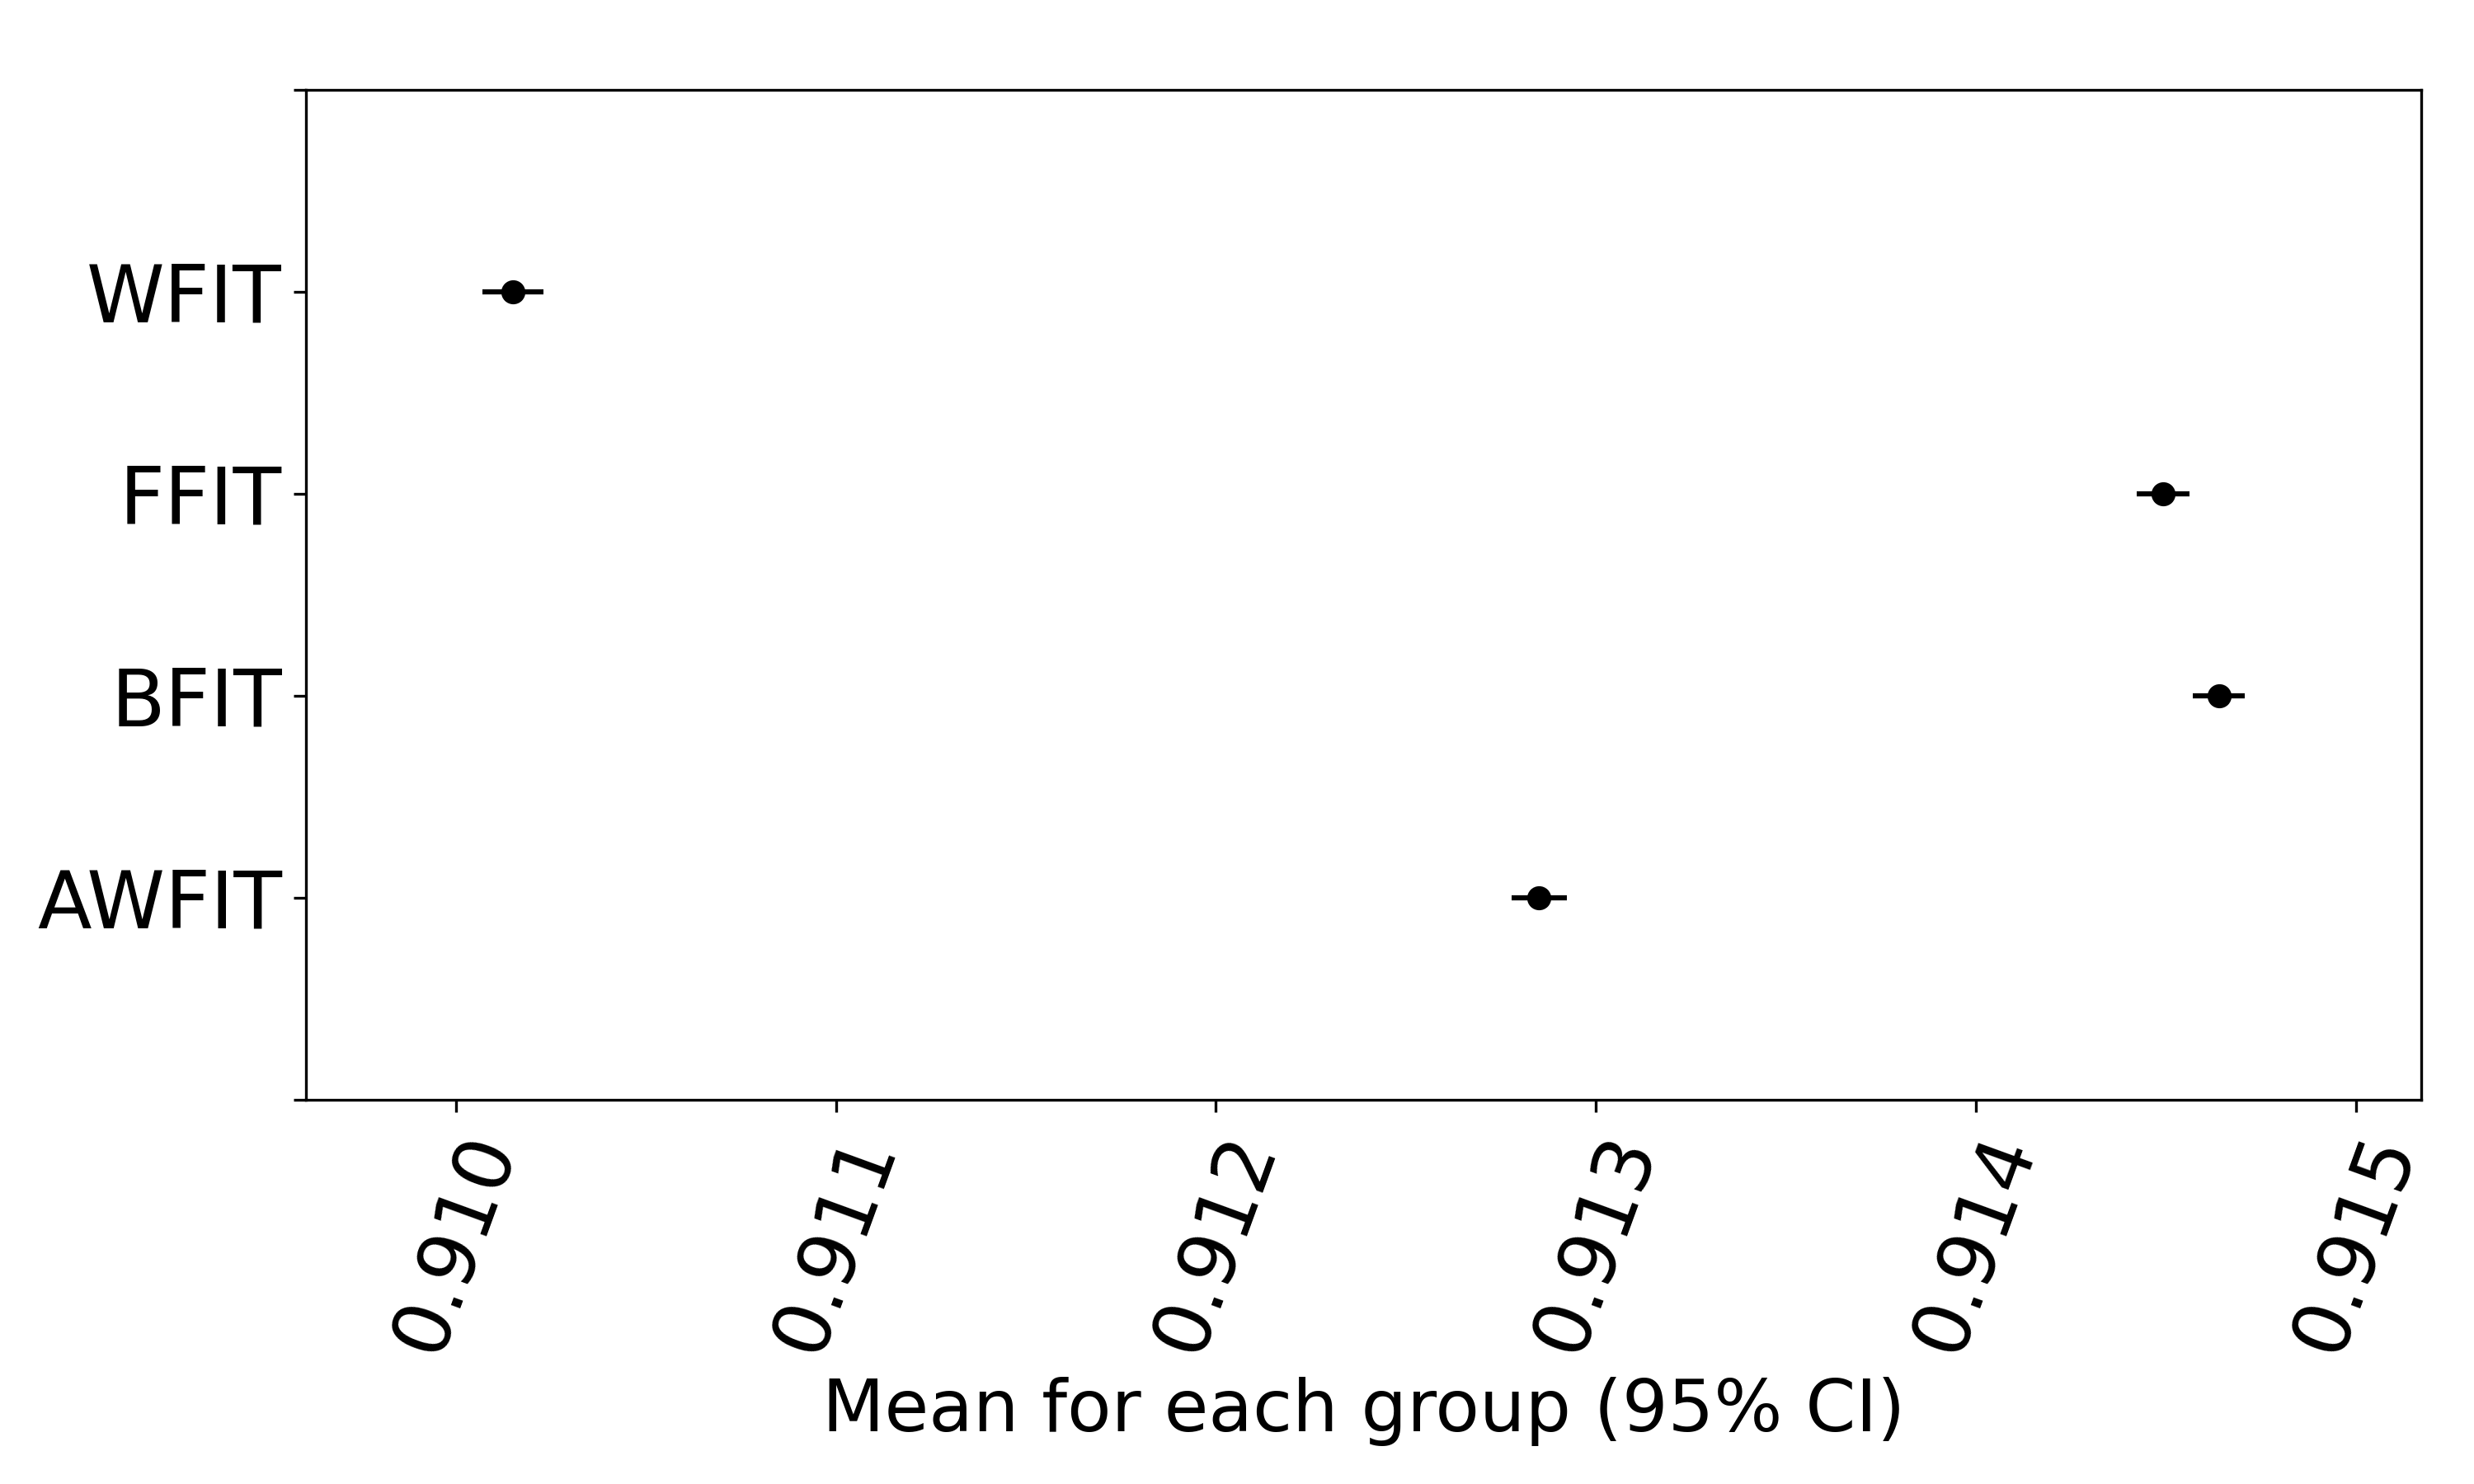 WFIT
FFIT
BFIT
AWFIT
0.910
0.911
0.912
0.913
0.914
0.915
Mean for each group (95% CI)